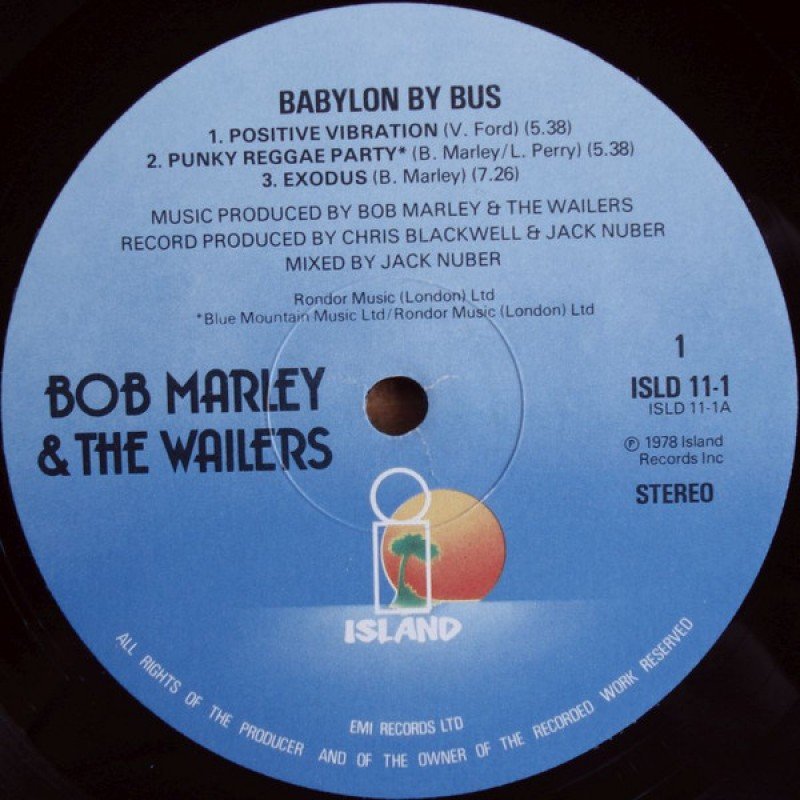 BABYLON BY BUS
1. POSITIVE VIBRATION (V. Ford) (5.38)
2. PUNKY REGGAE PARTY* (B. Marley/L. Perry) (5.38)
3. EXODUS (B. Marley) (7.26)
MUSIC PRODUCED BY BOB MARLEY & THE WAILERS
RECORD PRODUCED BY CHRIS BLACKWELL & JACK NUBER
MIXED BY JACK NUBER
Rondor Music (London) Ltd
*Blue Mountain Music Ltd/Rondor Music (London) Ltd
BOB MARLEY
& THE WAILERS
1
ISLD 11-1
ISLD 11-1A
℗ 1978 Island
Records Inc
STEREO
ISLAND
EMI RECORDS LTD
ALL RIGHTS OF THE PRODUCER AND OF THE OWNER OF THE RECORDED WORK RESERVED